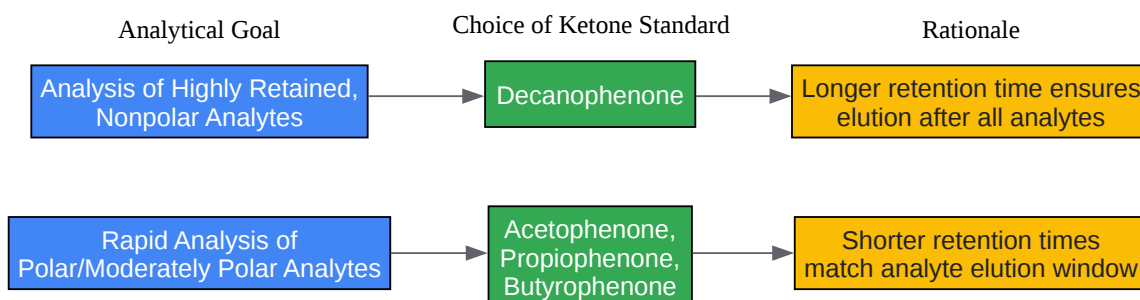 Analytical Goal
Choice of Ketone Standard
Rationale
Analysis of Highly Retained,
Nonpolar Analytes
Decanophenone
Longer retention time ensures
elution after all analytes
Rapid Analysis of
Polar/Moderately Polar Analytes
Acetophenone,
Propiophenone,
Butyrophenone
Shorter retention times
match analyte elution window